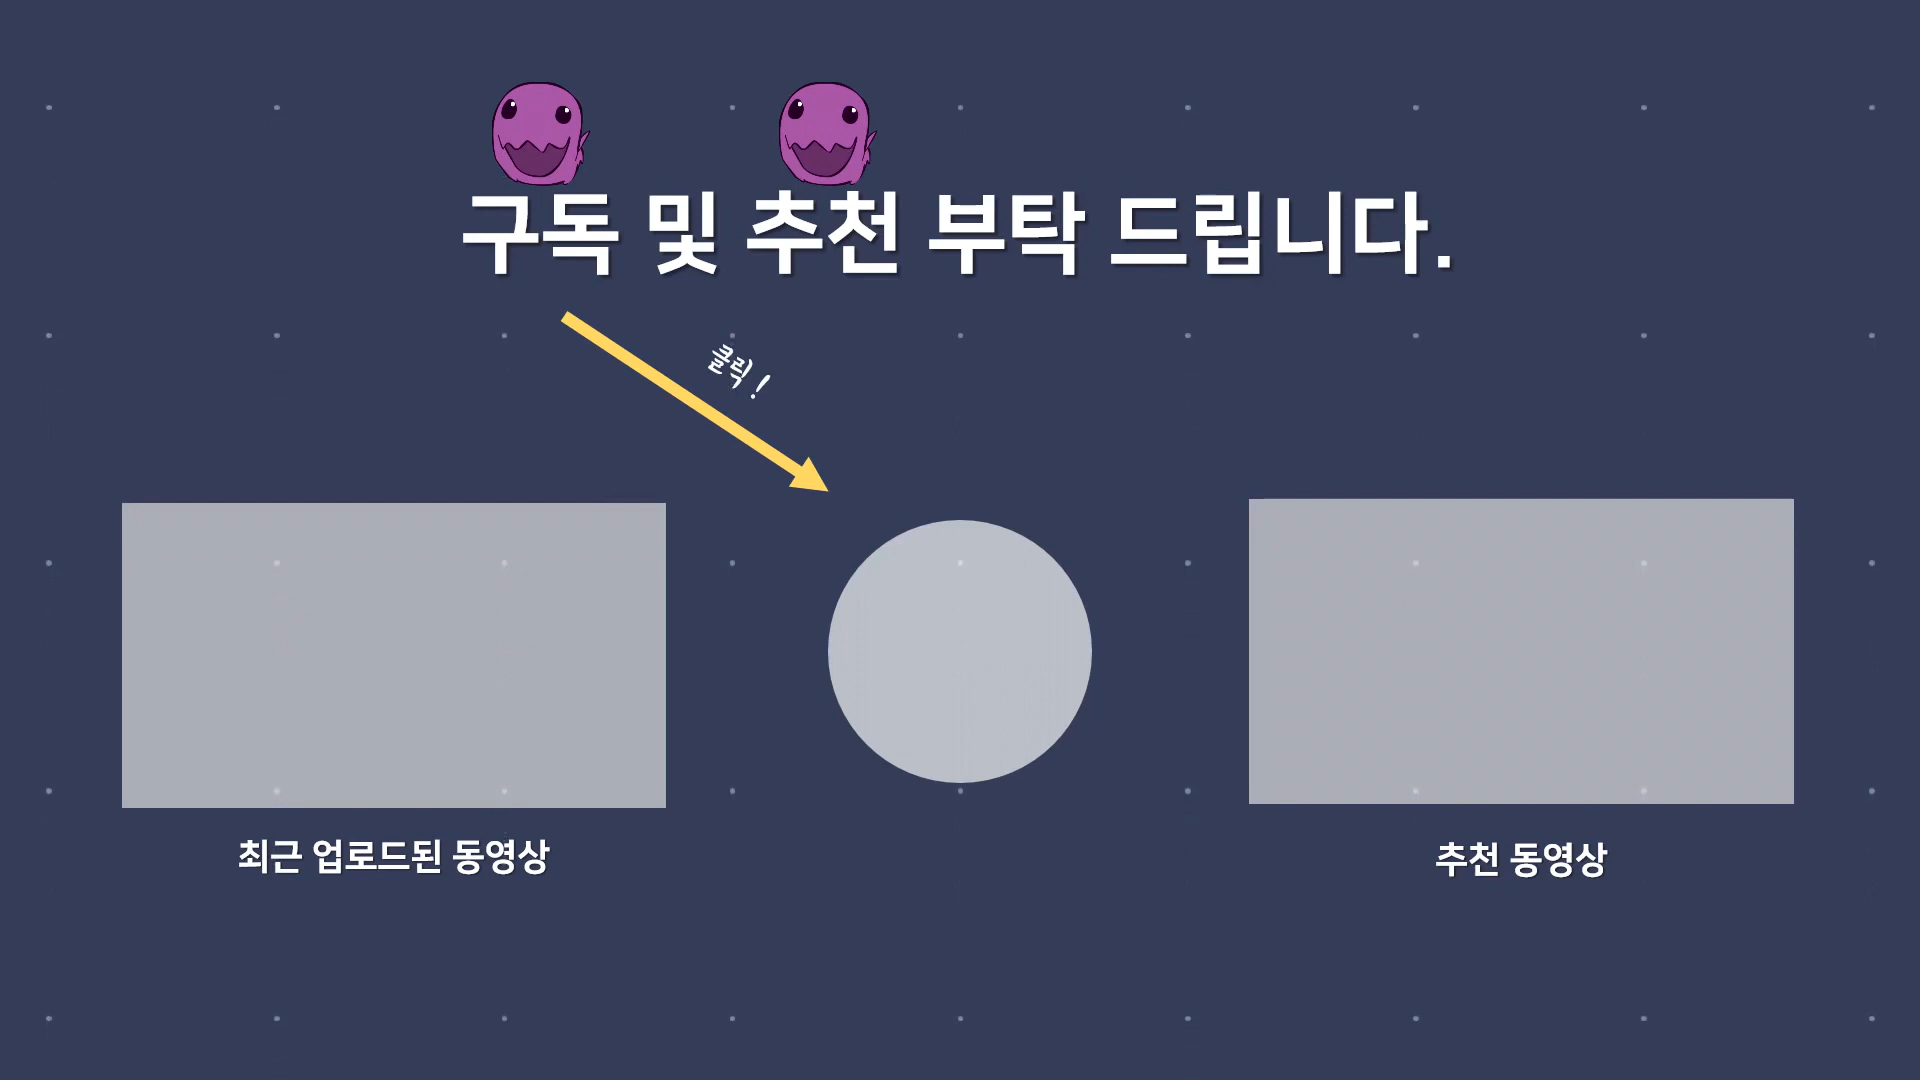 구독 및 추천 부탁 드립니다.
클릭!
최근 업로드된 동영상
추천 동영상